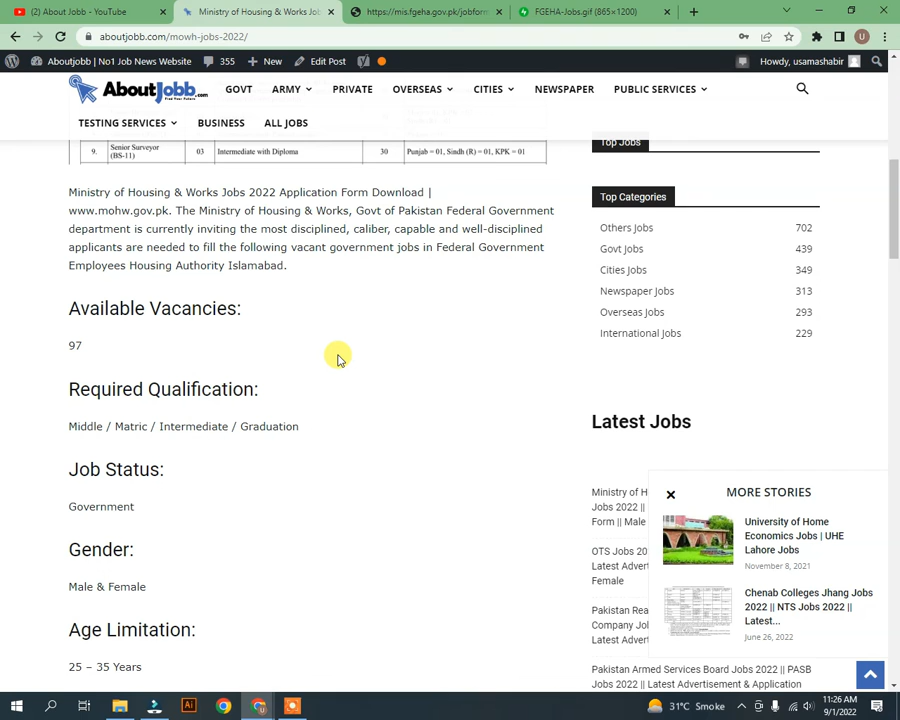 (2) About Jobb - YouTube
Ministry of Housing & Works Job
https://mis.fgeha.gov.pk/jobform
FGEHA-Jobs.gif (865×1200)
aboutjobb.com/mowh-jobs-2022/
U
Aboutjobb | No1 Job News Website
355
New
Edit Post
Howdy, usamashabir
AboutJobb.com
Find Your Future
GOVT
ARMY
PRIVATE
OVERSEAS
CITIES
NEWSPAPER
PUBLIC SERVICES
TESTING SERVICES
BUSINESS
ALL JOBS
9.
Senior Surveyor
(BS-11)
03
Intermediate with Diploma
30
Punjab = 01, Sindh (R) = 01, KPK = 01
Ministry of Housing & Works Jobs 2022 Application Form Download |
www.mohw.gov.pk. The Ministry of Housing & Works, Govt of Pakistan Federal Government
department is currently inviting the most disciplined, caliber, capable and well-disciplined
applicants are needed to fill the following vacant government jobs in Federal Government
Employees Housing Authority Islamabad.
Available Vacancies:
97
Required Qualification:
Middle / Matric / Intermediate / Graduation
Job Status:
Government
Gender:
Male & Female
Age Limitation:
25 – 35 Years
Top Jobs
Top Categories
Others Jobs 702
Govt Jobs 439
Cities Jobs 349
Newspaper Jobs 313
Overseas Jobs 293
International Jobs 229
Latest Jobs
Ministry of H
Jobs 2022 ||
Form || Male
OTS Jobs 20
Latest Advert
Female
Pakistan Rea
Company Jol
Latest Advert
Pakistan Armed Services Board Jobs 2022 || PASB
Jobs 2022 || Latest Advertisement & Application
MORE STORIES
University of Home
Economics Jobs | UHE
Lahore Jobs
November 8, 2021
Chenab Colleges Jhang Jobs
2022 || NTS Jobs 2022 ||
Latest...
June 26, 2022
Ai
31°C Smoke
11:26 AM
9/1/2022